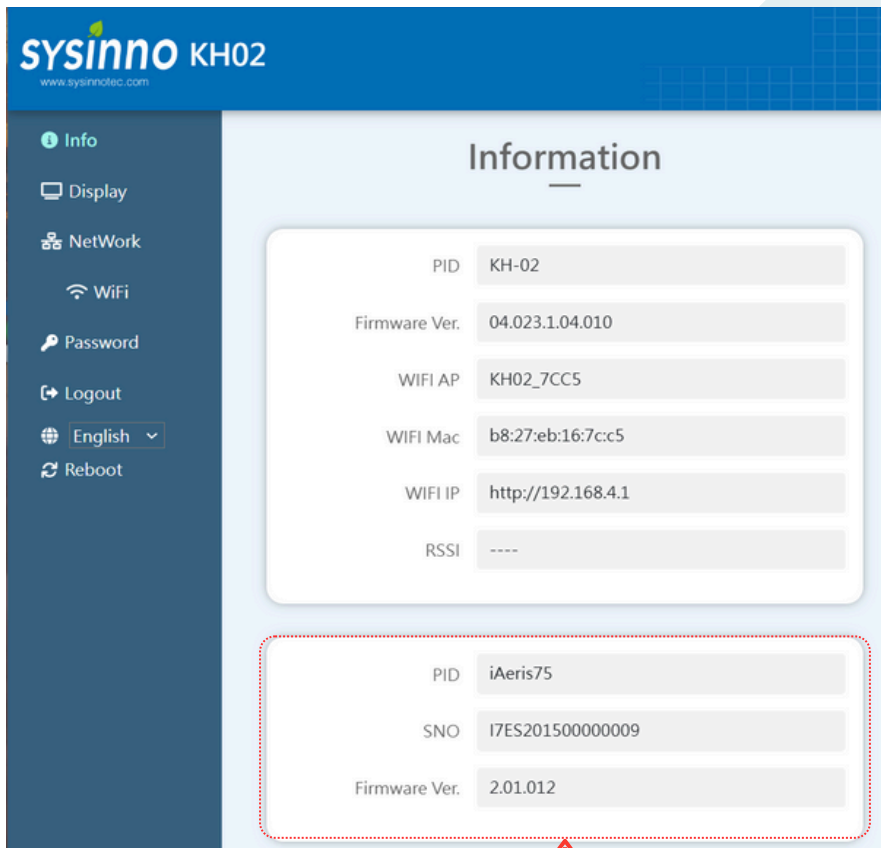 sysinno KH02
www.sysinnotec.com
Info
Display
NetWork
WiFi
Password
Logout
English
Reboot
Information
PID KH-02
Firmware Ver. 04.023.1.04.010
WIFI AP KH02_7CC5
WIFI Mac b8:27:eb:16:7c:c5
WIFI IP http://192.168.4.1
RSSI ----
PID iAeris75
SNO I7ES201500000009
Firmware Ver. 2.01.012